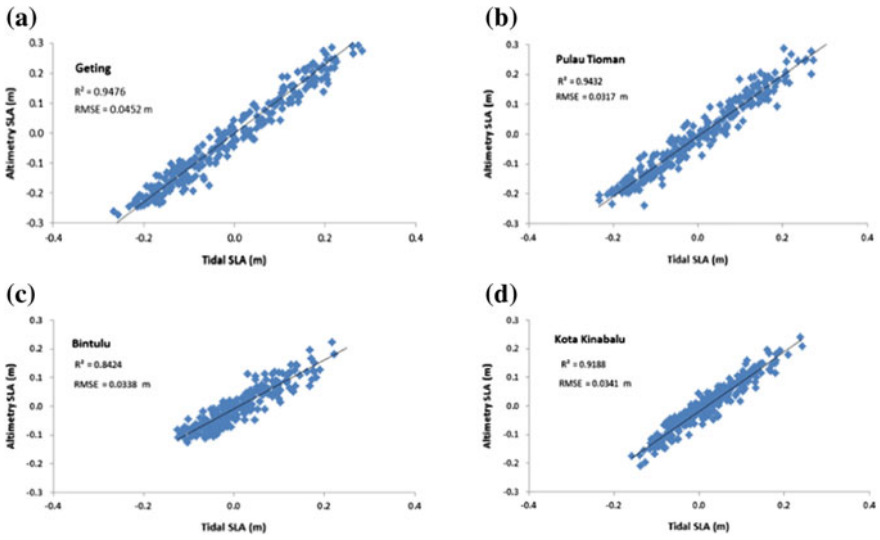 (a)
0.3
0.2
0.1
0.0
-0.1
-0.2
-0.3
Altimetry SLA (m)
Geting
R² = 0.9476
RMSE = 0.0452 m
-0.4
-0.2
0.0
0.2
0.4
Tidal SLA (m)
(b)
0.3
0.2
0.1
0.0
-0.1
-0.2
-0.3
Altimetry SLA (m)
Pulau Tioman
R² = 0.9432
RMSE = 0.0317 m
-0.4
-0.2
0.0
0.2
0.4
Tidal SLA (m)
(c)
0.3
0.2
0.1
0.0
-0.1
-0.2
-0.3
Altimetry SLA (m)
Bintulu
R² = 0.8424
RMSE = 0.0338 m
-0.4
-0.2
0.0
0.2
0.4
Tidal SLA (m)
(d)
0.3
0.2
0.1
0.0
-0.1
-0.2
-0.3
Altimetry SLA (m)
Kota Kinabalu
R² = 0.9188
RMSE = 0.0341 m
-0.4
-0.2
0.0
0.2
0.4
Tidal SLA (m)